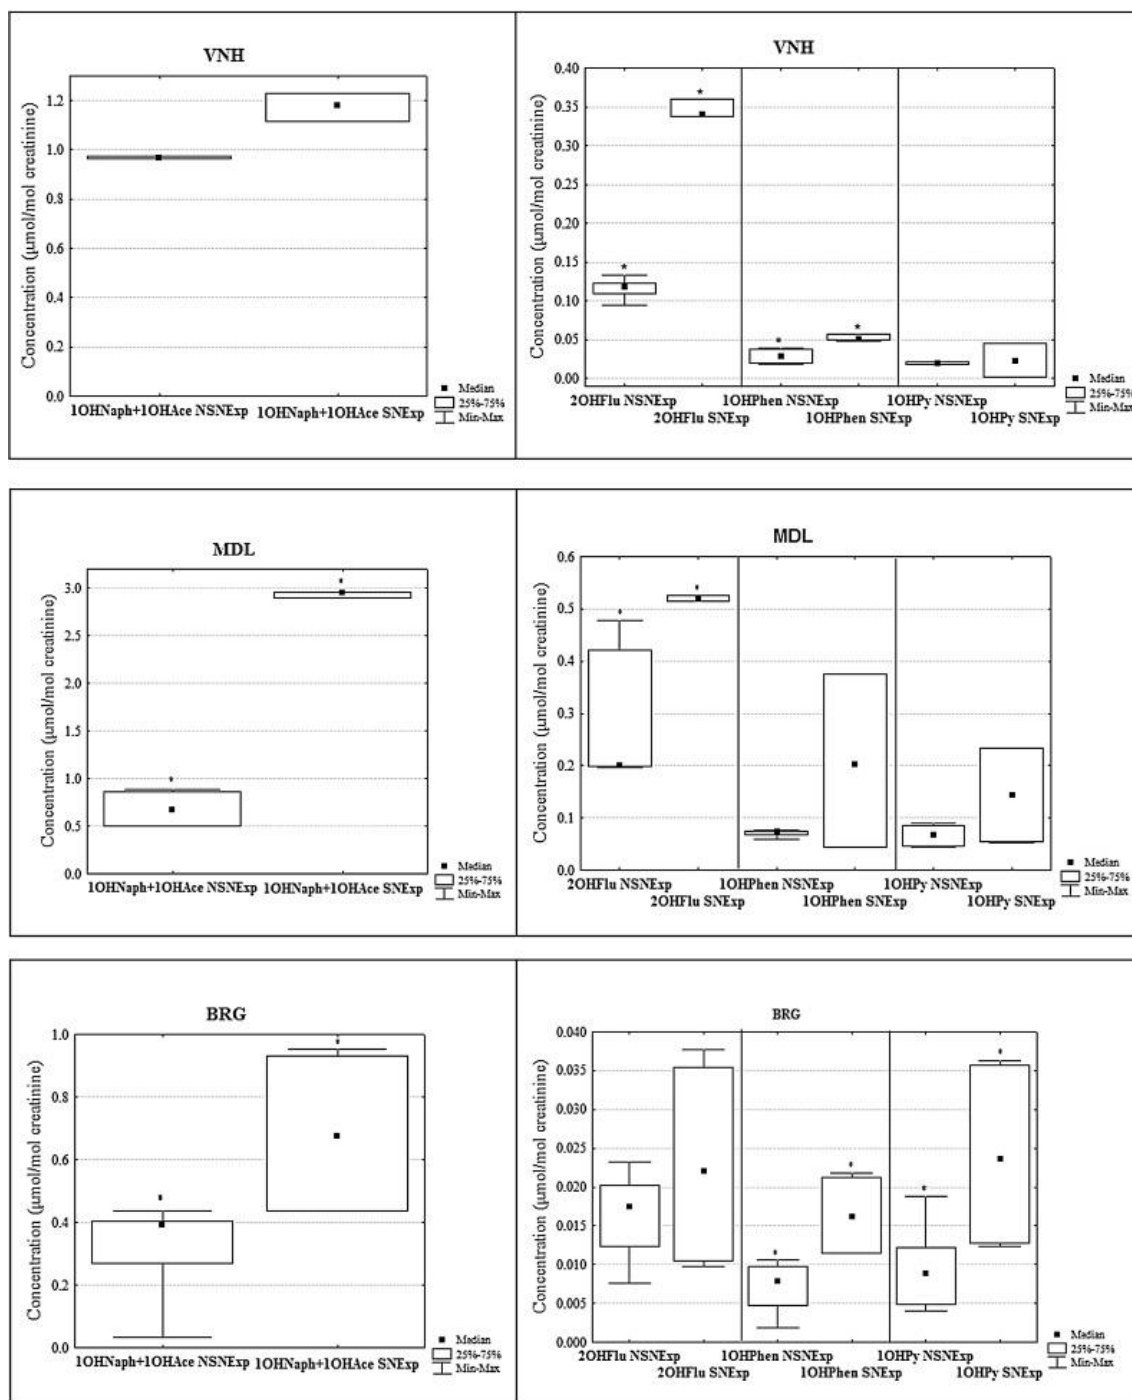 VNH
Concentration (µmol/mol creatinine)
1.2
1.0
0.8
0.6
0.4
0.2
0.0
1OHNaph+1OHAce NSNExp
1OHNaph+1OHAce SNExp
Median
25%-75%
Min-Max
VNH
Concentration (µmol/mol creatinine)
0.40
0.35
0.30
0.25
0.20
0.15
0.10
0.05
0.00
*
*
*
*
2OHFlu NSNExp
2OHFlu SNExp
1OHPhen NSNExp
1OHPhen SNExp
1OHPy NSNExp
1OHPy SNExp
Median
25%-75%
Min-Max
MDL
Concentration (µmol/mol creatinine)
3.0
2.5
2.0
1.5
1.0
0.5
0.0
*
*
1OHNaph+1OHAce NSNExp
1OHNaph+1OHAce SNExp
Median
25%-75%
Min-Max
MDL
Concentration (µmol/mol creatinine)
0.6
0.5
0.4
0.3
0.2
0.1
0.0
*
*
2OHFlu NSNExp
2OHFlu SNExp
1OHPhen NSNExp
1OHPhen SNExp
1OHPy NSNExp
1OHPy SNExp
Median
25%-75%
Min-Max
BRG
Concentration (µmol/mol creatinine)
1.0
0.8
0.6
0.4
0.2
0.0
*
*
1OHNaph+1OHAce NSNExp
1OHNaph+1OHAce SNExp
Median
25%-75%
Min-Max
BRG
Concentration (µmol/mol creatinine)
0.040
0.035
0.030
0.025
0.020
0.015
0.010
0.005
0.000
*
*
*
*
2OHFlu NSNExp
2OHFlu SNExp
1OHPhen NSNExp
1OHPhen SNExp
1OHPy NSNExp
1OHPy SNExp
Median
25%-75%
Min-Max